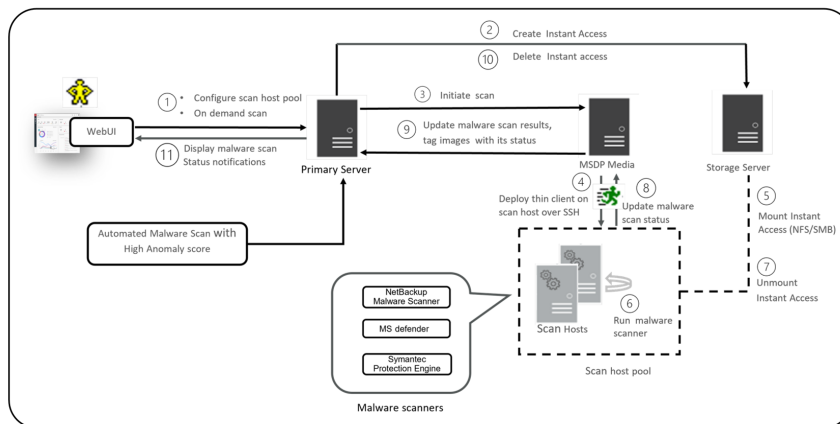 2
Create Instant Access
10
Delete Instant access
1
• Configure scan host pool
• On demand scan
3
Initiate scan
WebUI
9
Update malware scan results,
tag images with its status
11
Display malware scan
Status notifications
Primary Server
MSDP Media
Storage Server
4
Deploy thin client on
scan host over SSH
8
Update malware
scan status
5
Mount Instant
Access (NFS/SMB)
Automated Malware Scan with
High Anomaly score
7
Unmount
Instant Access
NetBackup
Malware Scanner
MS defender
Symantec
Protection Engine
6
Run malware
scanner
Scan Hosts
Scan host pool
Malware scanners